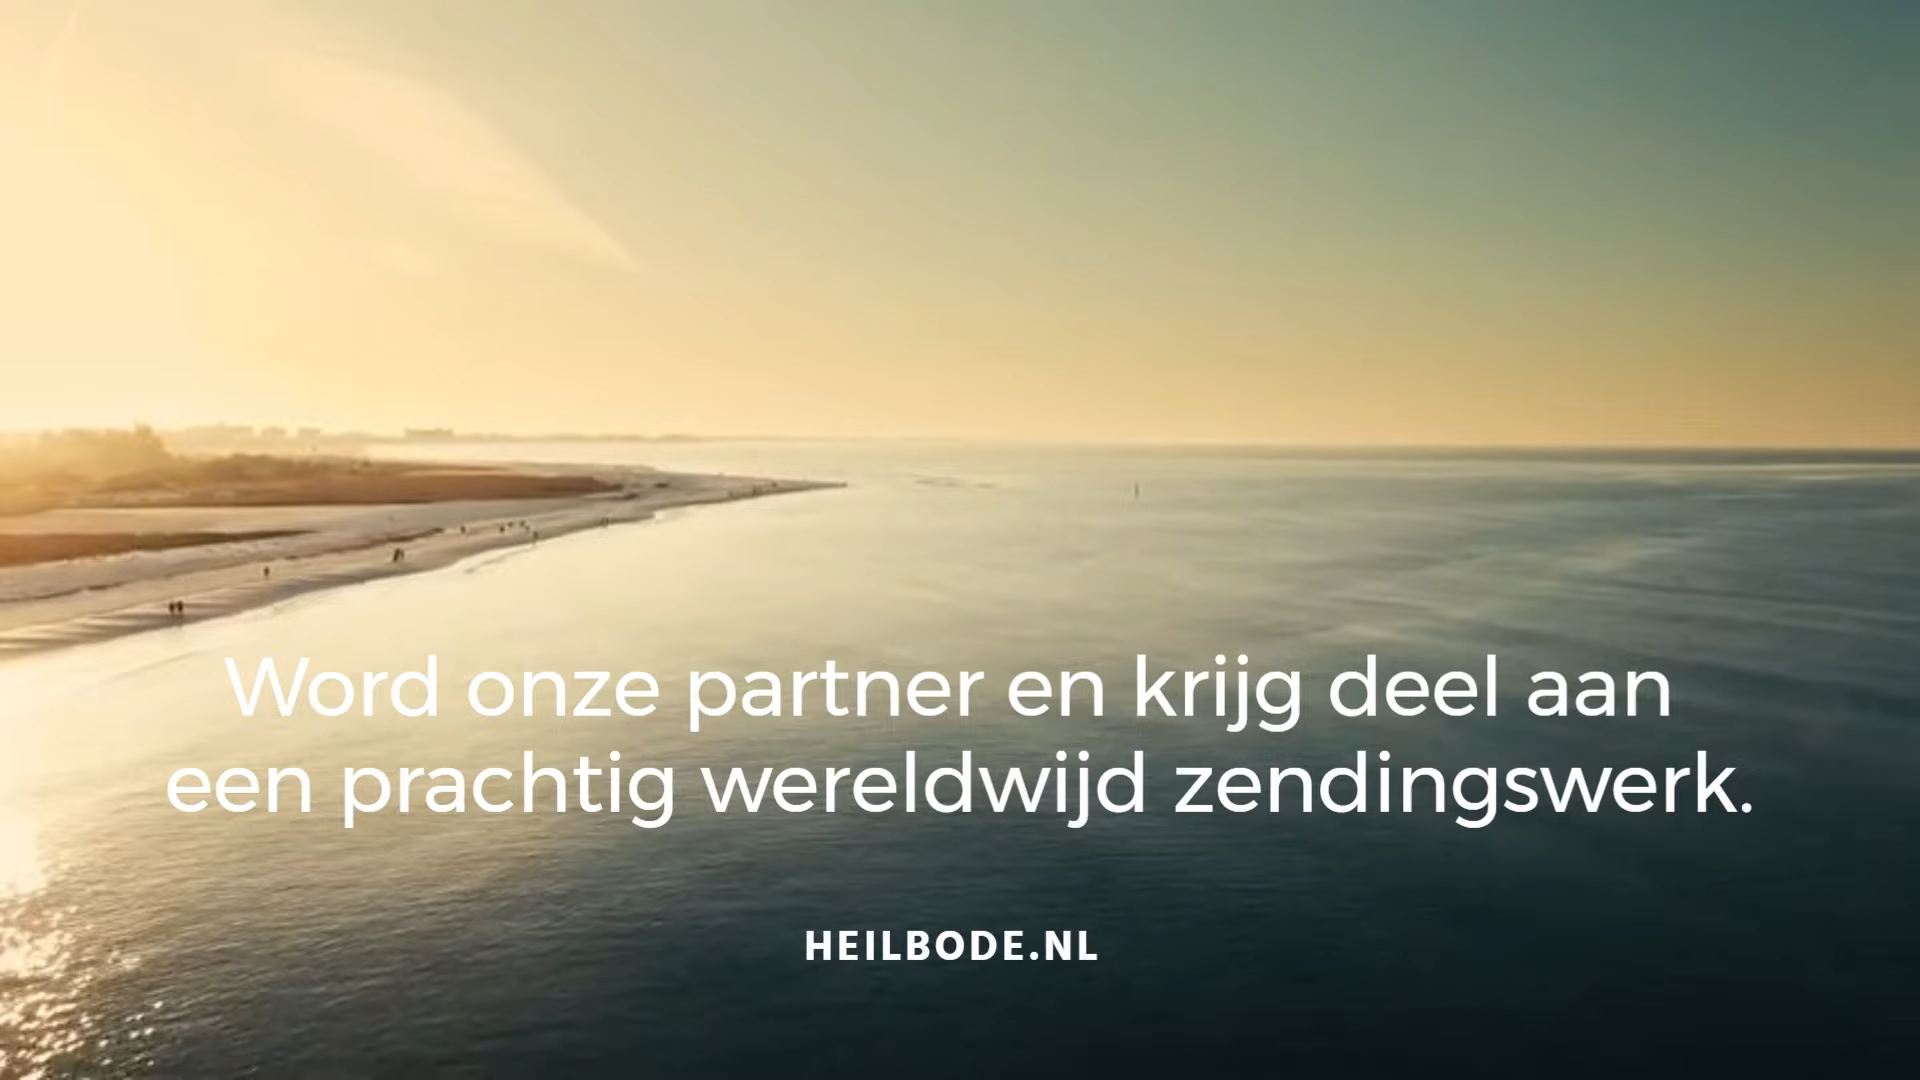 Word onze partner en krijg deel aan
een prachtig wereldwijd zendingswerk.
HEILBODE.NL